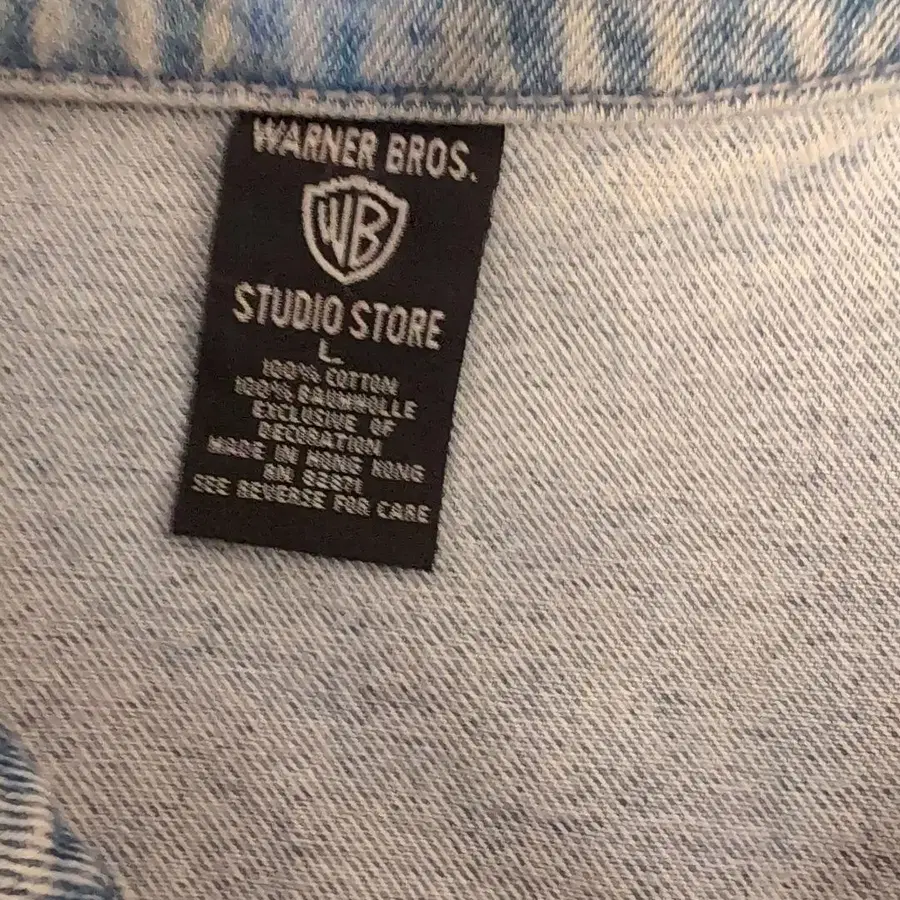 WARNER BROS.
WB
STUDIO STORE
L
100% COTTON
100% BAUMWOLLE
EXCLUSIVE OF
DECORATION
MADE IN HONG KONG
RN 82871
SEE REVERSE FOR CARE